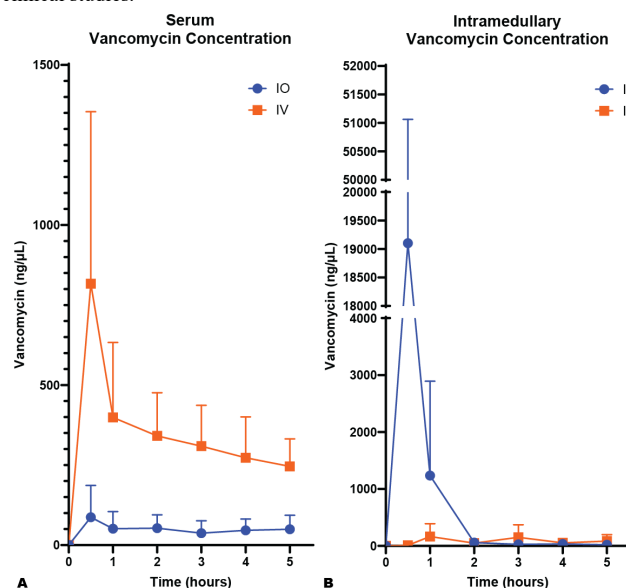 Serum
Vancomycin Concentration
1500
1000
500
0
Vancomycin (ng/µL)
IO
IV
0 1 2 3 4 5
Time (hours)
A
Intramedullary
Vancomycin Concentration
52000
51500
51000
50500
50000
20000
19500
19000
18500
18000
4000
3000
2000
1000
0
Vancomycin (ng/µL)
I
I
0 1 2 3 4 5
Time (hours)
B